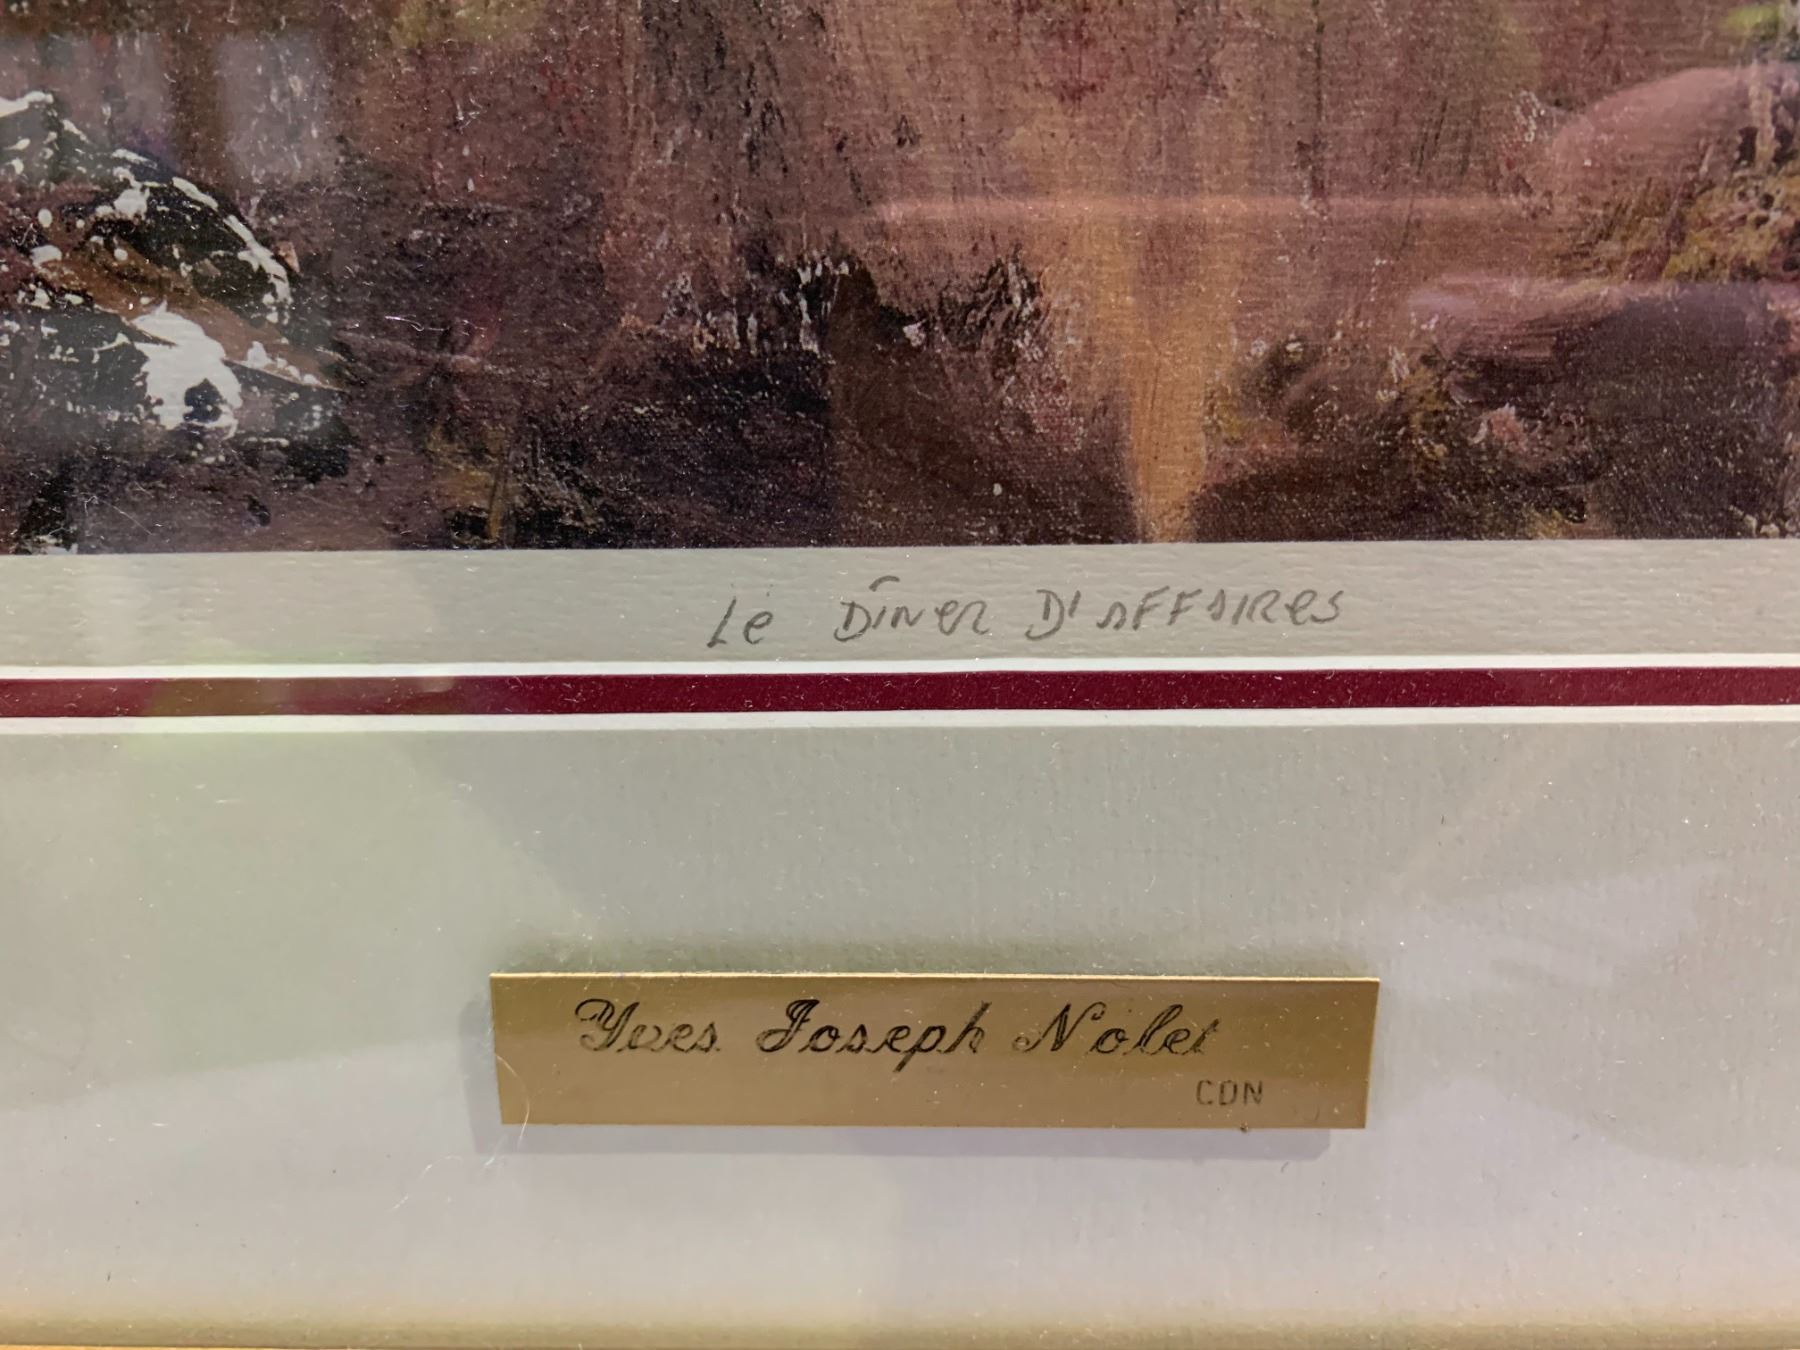 Le Dîner D'AFFAIRes
Yves Joseph Nolet
CDN